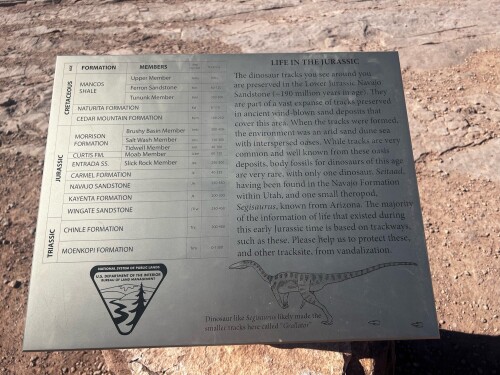 FORMATION MEMBERS
CRETACEOUS
MANCOS SHALE
Upper Member
Ferron Sandstone
Tununk Member
NATURITA FORMATION
CEDAR MOUNTAIN FORMATION
JURASSIC
MORRISON FORMATION
Brushy Basin Member
Salt Wash Member
Tidwell Member
CURTIS FM. Moab Member
ENTRADA SS. Slick Rock Member
CARMEL FORMATION
NAVAJO SANDSTONE
KAYENTA FORMATION
WINGATE SANDSTONE
TRIASSIC
CHINLE FORMATION
MOENKOPI FORMATION
NATIONAL SYSTEM OF PUBLIC LANDS
U.S. DEPARTMENT OF THE INTERIOR
BUREAU OF LAND MANAGEMENT
LIFE IN THE JURASSIC
The dinosaur tracks you see around you
are preserved in the Lower Jurassic Navajo
Sandstone (~190 million years in age). They
are part of a vast expanse of tracks preserved
in ancient wind-blown sand deposits that
cover this area. When the tracks were formed,
the environment was an arid sand dune sea
with interspersed oases. While tracks are very
common and well known from these oasis
deposits, body fossils for dinosaurs of this age
are very rare, with only one dinosaur, Seitaad,
having been found in the Navajo Formation
within Utah, and one small theropod,
Segisaurus, known from Arizona. The majority
of the information of life that existed during
this early Jurassic time is based on trackways,
such as these. Please help us to protect these,
and other tracksite, from vandalization.
Dinosaur like Segisaurus likely made the
smaller tracks here called "Grallator"